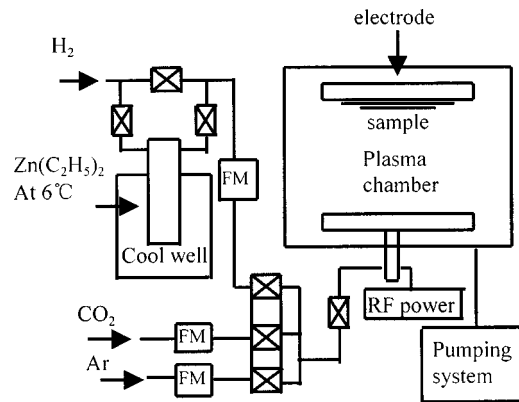 electrode
H₂
sample
Zn(C₂H₅)₂
At 6℃
Plasma
chamber
FM
Cool well
CO₂
FM
RF power
Ar
FM
Pumping
system